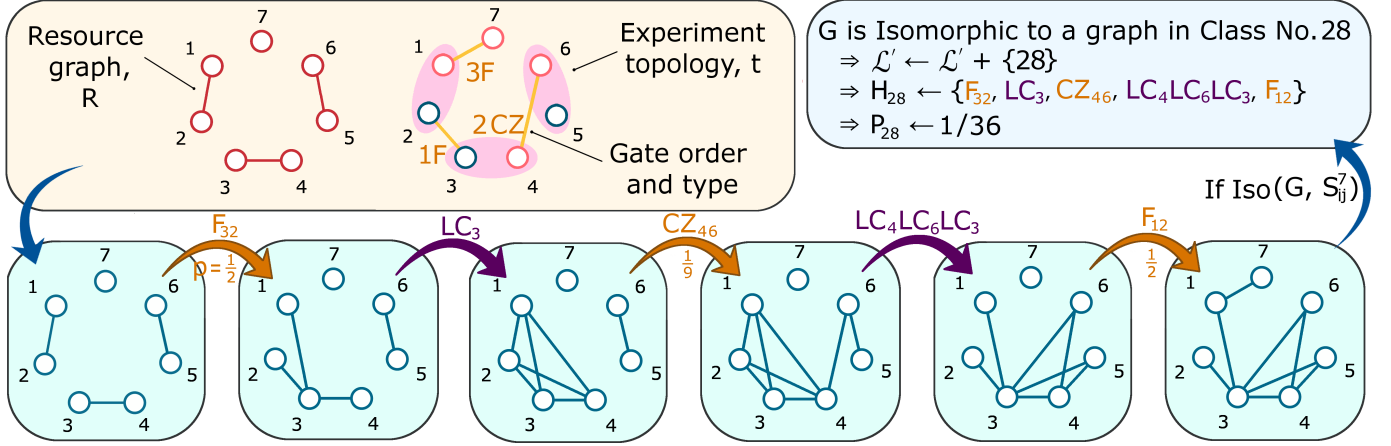 Resource
graph,
R
7
1
6
2
5
3
4
7
1
6
3F
2
2 CZ
5
1F
3
4
Experiment
topology, t
Gate order
and type
G is Isomorphic to a graph in Class No.28
⇒ ℒ′ ← ℒ′ + {28}
⇒ H₂₈ ← {F₃₂, LC₃, CZ₄₆, LC₄LC₆LC₃, F₁₂}
⇒ P₂₈ ← 1/36
If Iso(G, S⁷ᵢⱼ)
F₃₂
p = 1/2
LC₃
CZ₄₆
1/9
LC₄LC₆LC₃
F₁₂
1/2
7
1
6
2
5
3
4
7
1
6
2
5
3
4
7
1
6
2
5
3
4
7
1
6
2
5
3
4
7
1
6
2
5
3
4
7
1
6
2
5
3
4